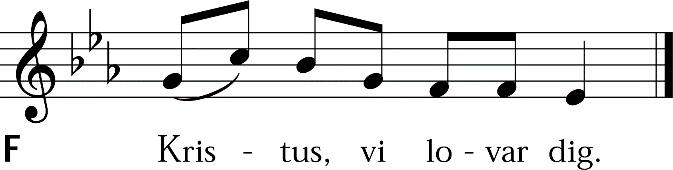 F Kris - tus, vi lo - var dig.